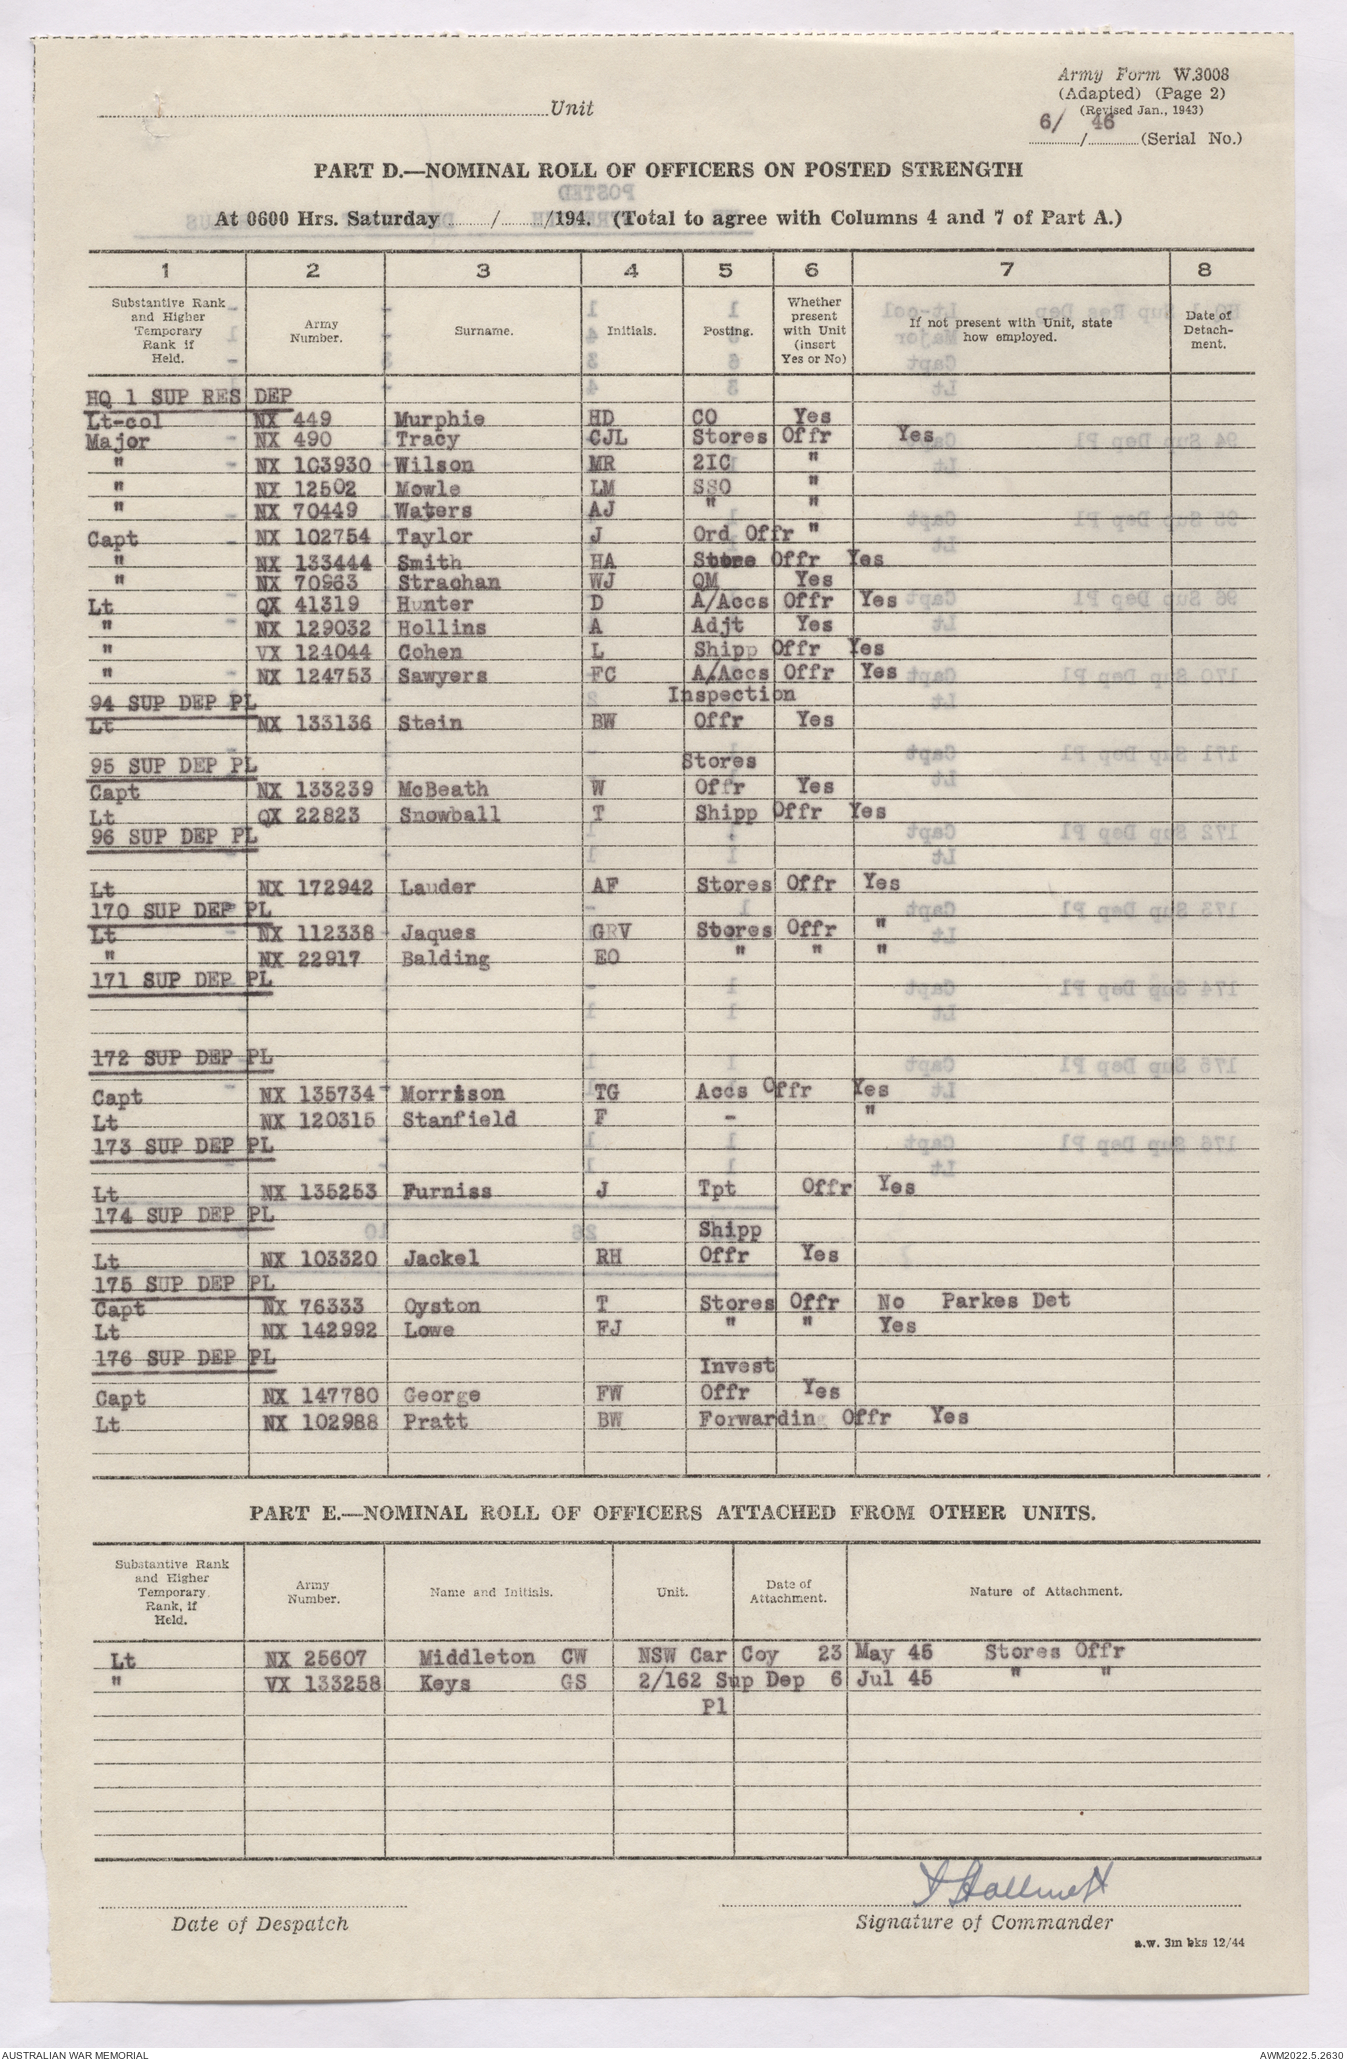 Army Form W.3008
(Adapted) (Page 2)
(Revised Jan., 1943)
Unit
6/ 46
/ (Serial No.)
PART D.—NOMINAL ROLL OF OFFICERS ON POSTED STRENGTH
At 0600 Hrs. Saturday / /194. (Total to agree with Columns 4 and 7 of Part A.)
1 2 3 4 5 6 7 8
Substantive Rank and Higher Temporary Rank if Held. Army Number. Surname. Initials. Posting. Whether present with Unit (insert Yes or No) If not present with Unit, state how employed. Date of Detach-ment.
HQ 1 SUP RES DEP
Lt-col NX 449 Murphie HD CO Yes
Major NX 490 Tracy CJL Stores Offr Yes
" NX 103930 Wilson MR 2IC "
" NX 12502 Mowle LM SSO "
" NX 70449 Waters AJ " "
Capt NX 102754 Taylor J Ord Offr "
" NX 133444 Smith HA Store Offr Yes
" NX 70963 Strachan WJ QM Yes
Lt QX 41319 Hunter D A/Accs Offr Yes
" NX 129032 Hollins A Adjt Yes
" VX 124044 Cohen L Shipp Offr Yes
" NX 124753 Sawyers FC A/Accs Offr Yes
94 SUP DEP PL Inspection
Lt NX 133136 Stein BW Offr Yes
95 SUP DEP PL Stores
Capt NX 133239 McBeath W Offr Yes
Lt QX 22823 Snowball T Shipp Offr Yes
96 SUP DEP PL
Lt NX 172942 Lauder AF Stores Offr Yes
170 SUP DEP PL
Lt NX 112338 Jaques GRV Stores Offr "
" NX 22917 Balding EO " " "
171 SUP DEP PL
172 SUP DEP PL
Capt NX 135734 Morrison TG Accs Offr Yes
Lt NX 120315 Stanfield F - "
173 SUP DEP PL
Lt NX 135253 Furniss J Tpt Offr Yes
174 SUP DEP PL Shipp
Lt NX 103320 Jackel RH Offr Yes
175 SUP DEP PL
Capt NX 76333 Oyston T Stores Offr No Parkes Det
Lt NX 142992 Lowe FJ " " Yes
176 SUP DEP PL Invest
Capt NX 147780 George FW Offr Yes
Lt NX 102988 Pratt BW Forwarding Offr Yes
PART E.—NOMINAL ROLL OF OFFICERS ATTACHED FROM OTHER UNITS.
Substantive Rank and Higher Temporary Rank, if Held. Army Number. Name and Initials. Unit. Date of Attachment. Nature of Attachment.
Lt NX 25607 Middleton CW NSW Car Coy 23 May 45 Stores Offr
" VX 133258 Keys GS 2/162 Sup Dep 6 Jul 45 " "
Pl
Date of Despatch
Signature of Commander
a.w. 3m bks 12/44
AUSTRALIAN WAR MEMORIAL
AWM2022.5.2630